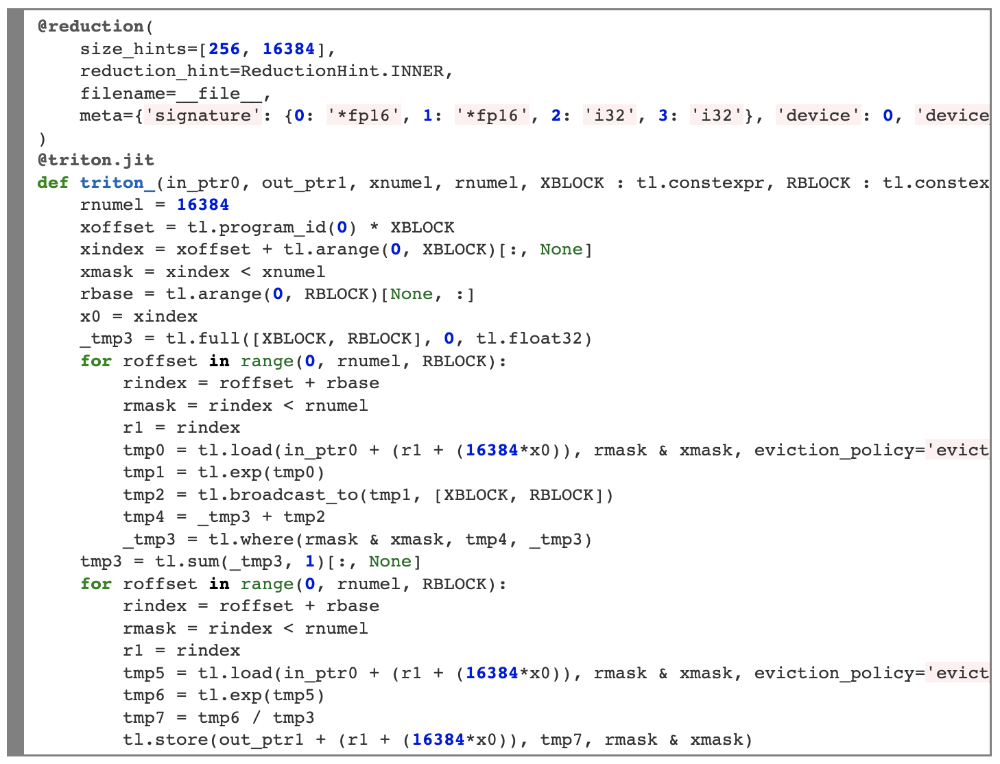 @reduction(
    size_hints=[256, 16384],
    reduction_hint=ReductionHint.INNER,
    filename=__file__,
    meta={'signature': {0: '*fp16', 1: '*fp16', 2: 'i32', 3: 'i32'}, 'device': 0, 'device
)
@triton.jit
def triton_(in_ptr0, out_ptr1, xnumel, rnumel, XBLOCK : tl.constexpr, RBLOCK : tl.constex
    rnumel = 16384
    xoffset = tl.program_id(0) * XBLOCK
    xindex = xoffset + tl.arange(0, XBLOCK)[:, None]
    xmask = xindex < xnumel
    rbase = tl.arange(0, RBLOCK)[None, :]
    x0 = xindex
    _tmp3 = tl.full([XBLOCK, RBLOCK], 0, tl.float32)
    for roffset in range(0, rnumel, RBLOCK):
        rindex = roffset + rbase
        rmask = rindex < rnumel
        r1 = rindex
        tmp0 = tl.load(in_ptr0 + (r1 + (16384*x0)), rmask & xmask, eviction_policy='evict
        tmp1 = tl.exp(tmp0)
        tmp2 = tl.broadcast_to(tmp1, [XBLOCK, RBLOCK])
        tmp4 = _tmp3 + tmp2
        _tmp3 = tl.where(rmask & xmask, tmp4, _tmp3)
    tmp3 = tl.sum(_tmp3, 1)[:, None]
    for roffset in range(0, rnumel, RBLOCK):
        rindex = roffset + rbase
        rmask = rindex < rnumel
        r1 = rindex
        tmp5 = tl.load(in_ptr0 + (r1 + (16384*x0)), rmask & xmask, eviction_policy='evict
        tmp6 = tl.exp(tmp5)
        tmp7 = tmp6 / tmp3
        tl.store(out_ptr1 + (r1 + (16384*x0)), tmp7, rmask & xmask)